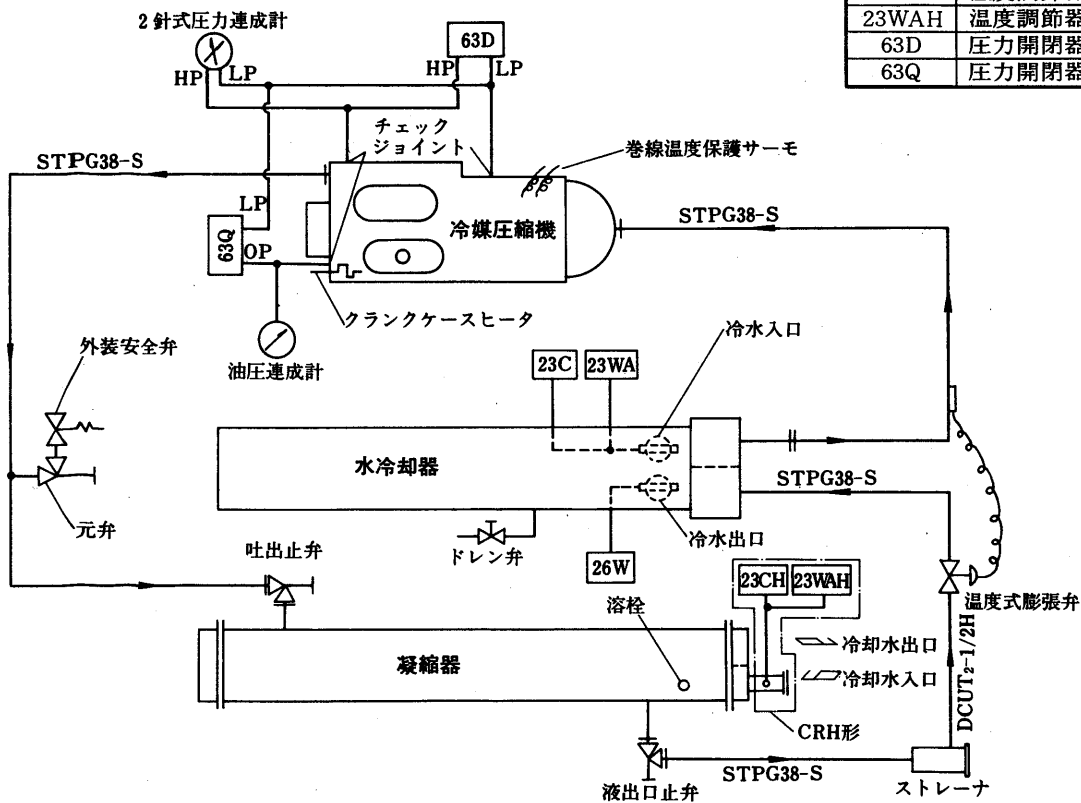 2針式圧力連成計
63D
HP
LP
HP
LP
23WAH 温度調節器
63D 圧力開閉器
63Q 圧力開閉器
チェック
ジョイント
巻線温度保護サーモ
STPG38-S
LP
63Q
OP
冷媒圧縮機
STPG38-S
クランクケースヒータ
油圧連成計
外装安全弁
冷水入口
23C
23WA
水冷却器
STPG38-S
元弁
冷水出口
ドレン弁
吐出止弁
26W
23CH
23WAH
温度式膨張弁
溶栓
冷却水出口
凝縮器
冷却水入口
DCUT2-1/2H
CRH形
STPG38-S
液出口止弁
ストレーナ